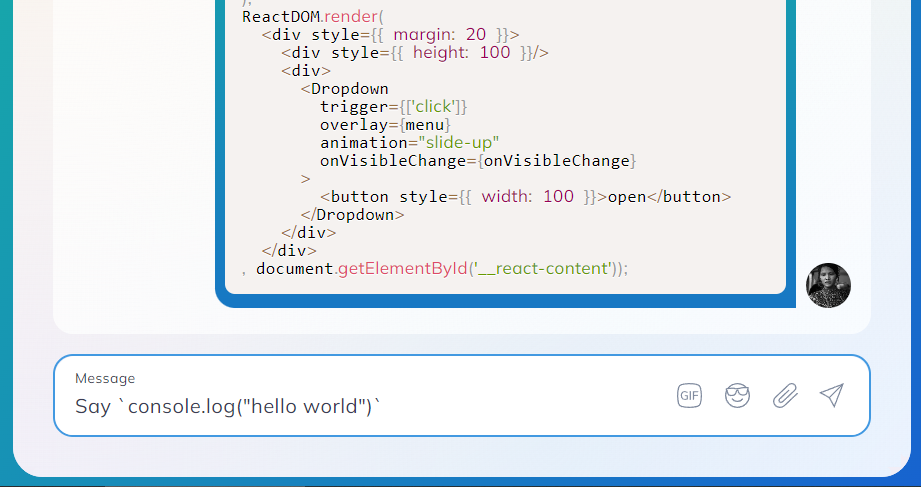 );
ReactDOM.render(
  <div style={{ margin: 20 }}>
    <div style={{ height: 100 }}/>
    <div>
      <Dropdown
        trigger={['click']}
        overlay={menu}
        animation="slide-up"
        onVisibleChange={onVisibleChange}
      >
        <button style={{ width: 100 }}>open</button>
      </Dropdown>
    </div>
  </div>
, document.getElementById('__react-content'));
Message
Say `console.log("hello world")`
GIF